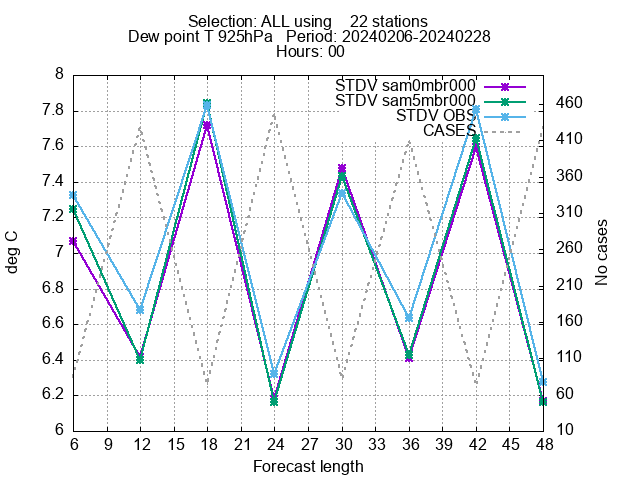 Selection: ALL using    22 stations
Dew point T 925hPa   Period: 20240206-20240228
Hours: 00
STDV sam0mbr000
STDV sam5mbr000
STDV OBS
CASES
8
7.8
7.6
7.4
7.2
7
6.8
6.6
6.4
6.2
6
deg C
460
410
360
310
260
210
160
110
60
10
No cases
6 9 12 15 18 21 24 27 30 33 36 39 42 45 48
Forecast length